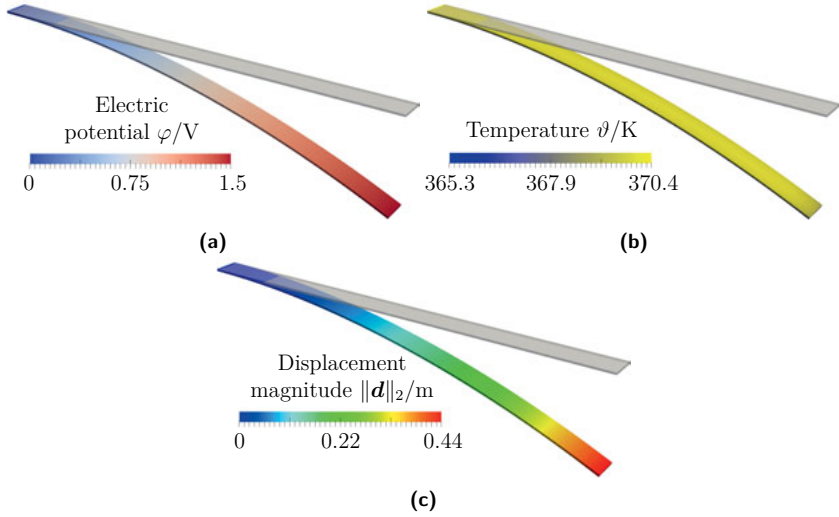 Electric
potential φ/V
0 0.75 1.5
(a)
Temperature ϑ/K
365.3 367.9 370.4
(b)
Displacement
magnitude ‖d‖₂/m
0 0.22 0.44
(c)